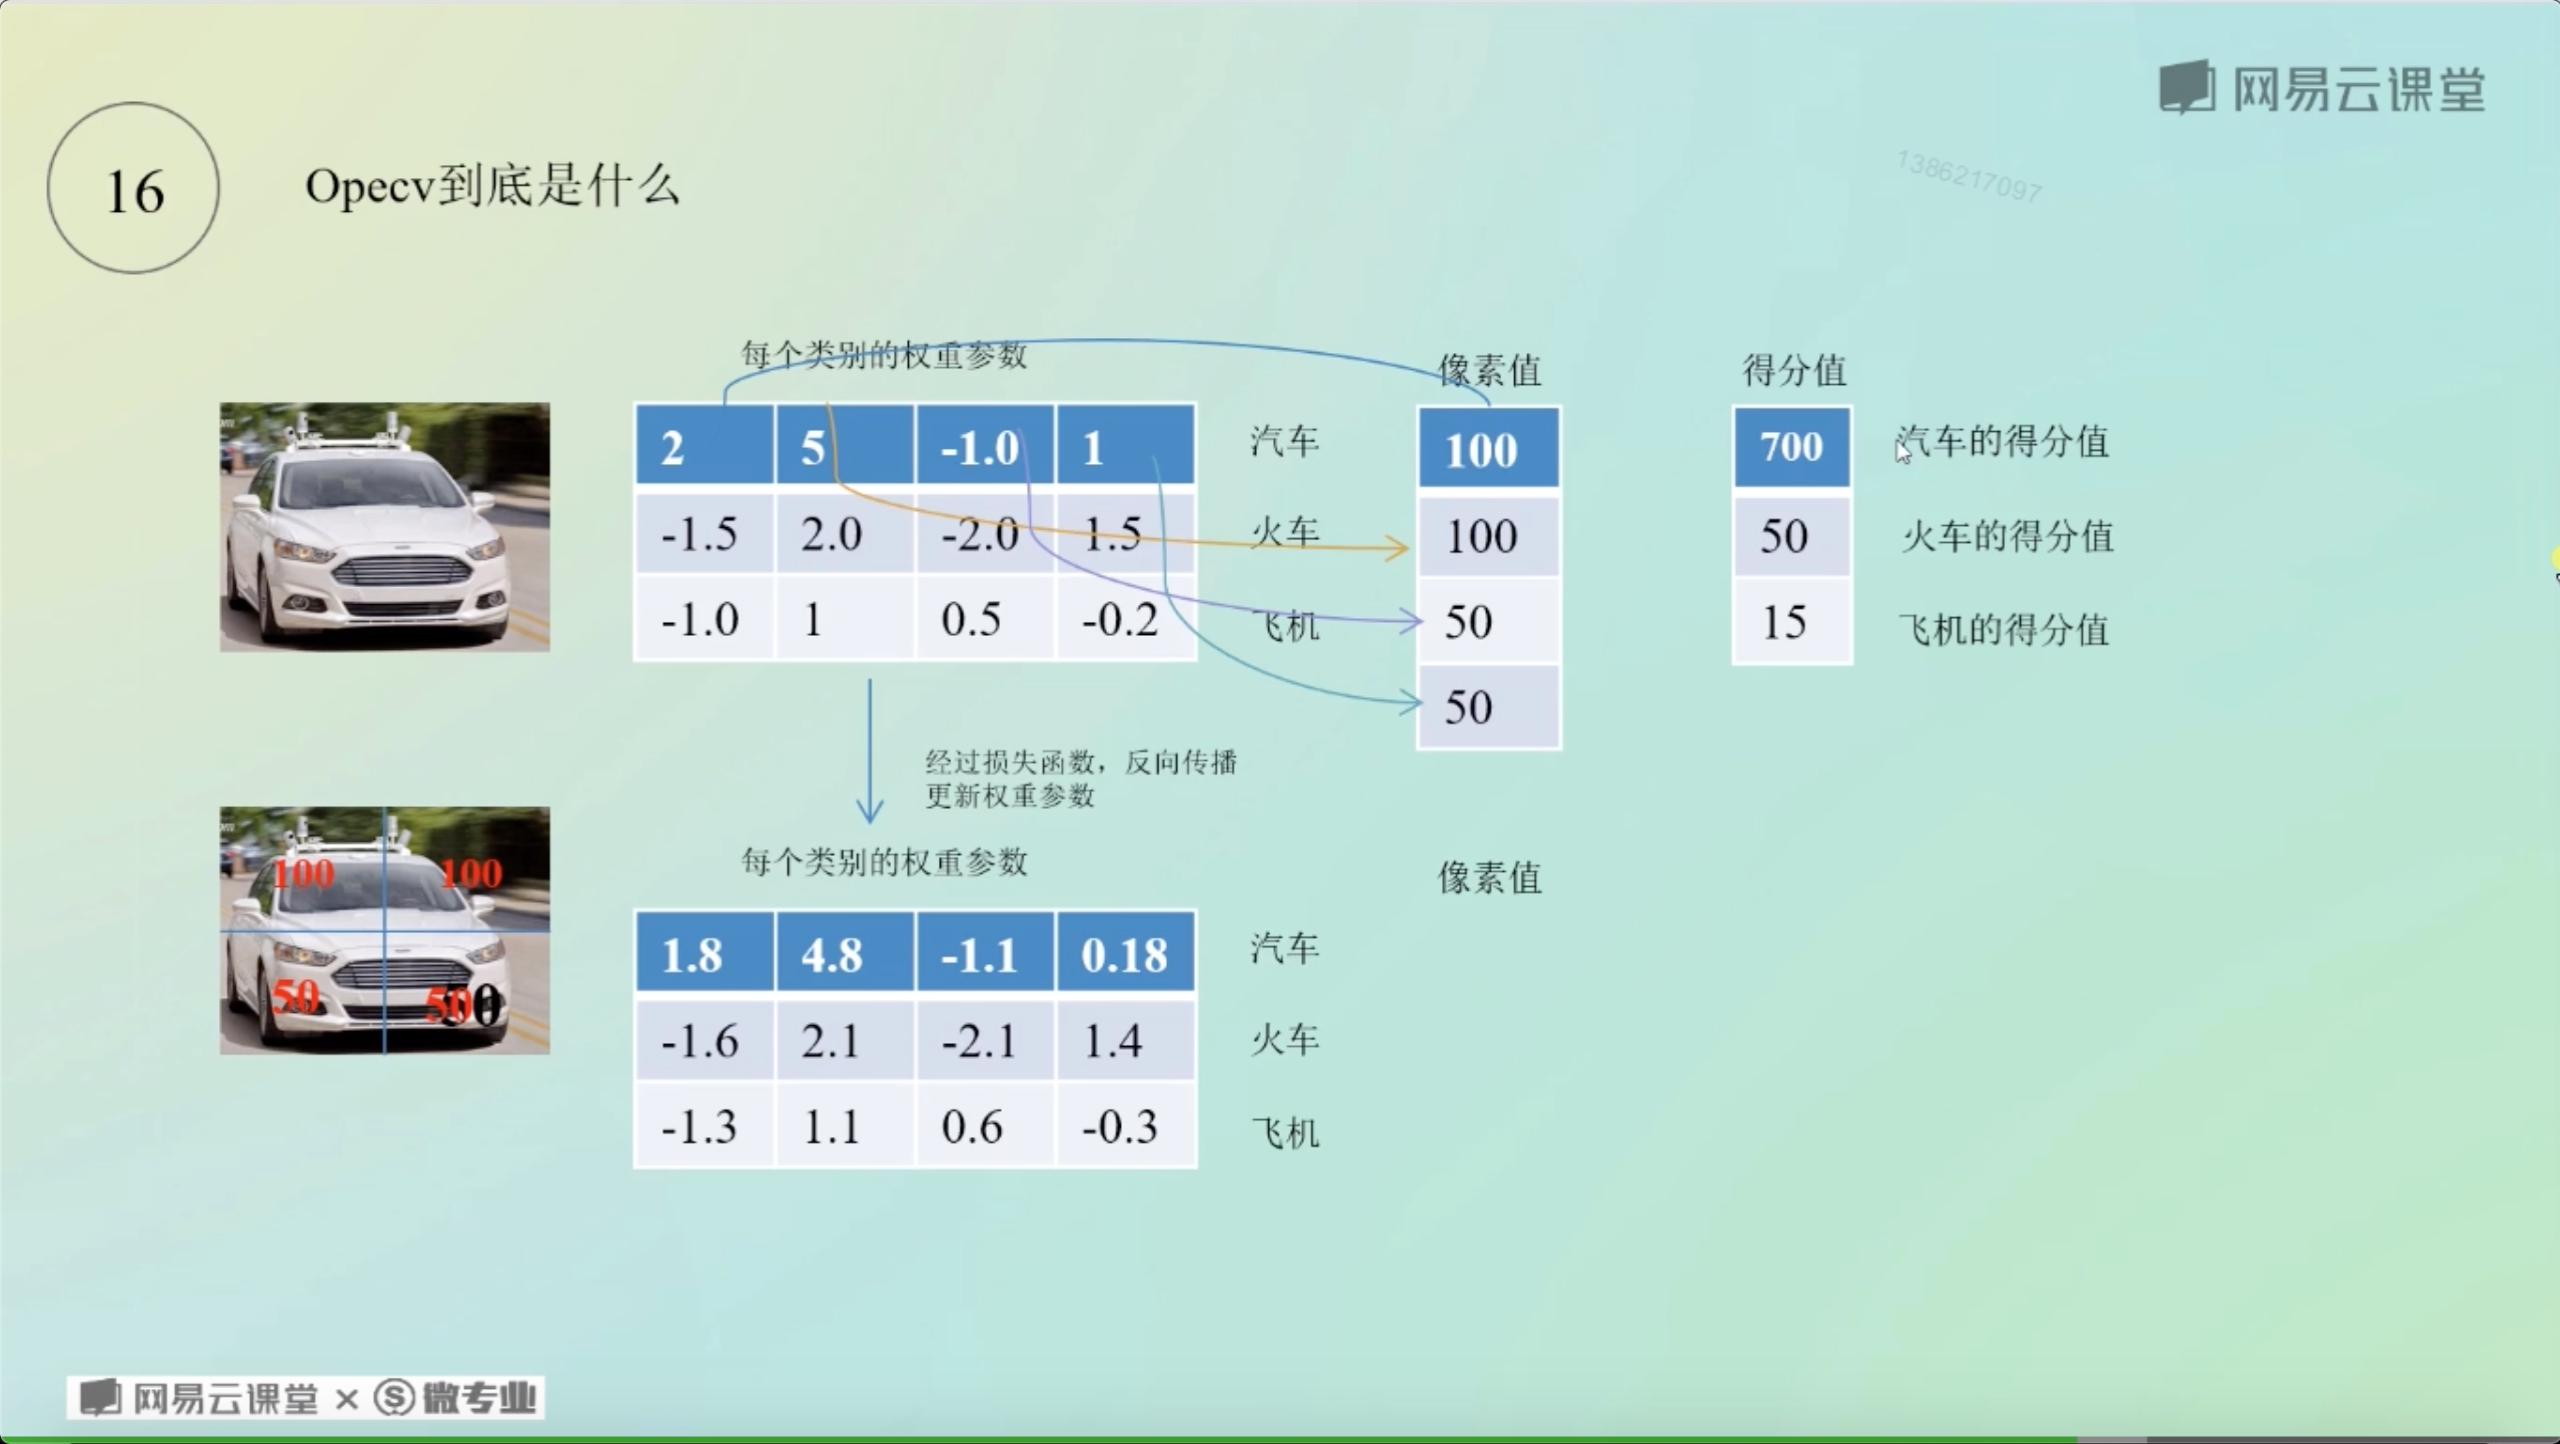 网易云课堂
1386217097
16
Opecv到底是什么
每个类别的权重参数
像素值
得分值
2 5 -1.0 1 汽车
100
700 汽车的得分值
-1.5 2.0 -2.0 1.5 火车
100
50 火车的得分值
-1.0 1 0.5 -0.2 飞机
50
15 飞机的得分值
50
经过损失函数，反向传播
更新权重参数
每个类别的权重参数
像素值
100 100
50 50
1.8 4.8 -1.1 0.18 汽车
-1.6 2.1 -2.1 1.4 火车
-1.3 1.1 0.6 -0.3 飞机
网易云课堂 × 微专业